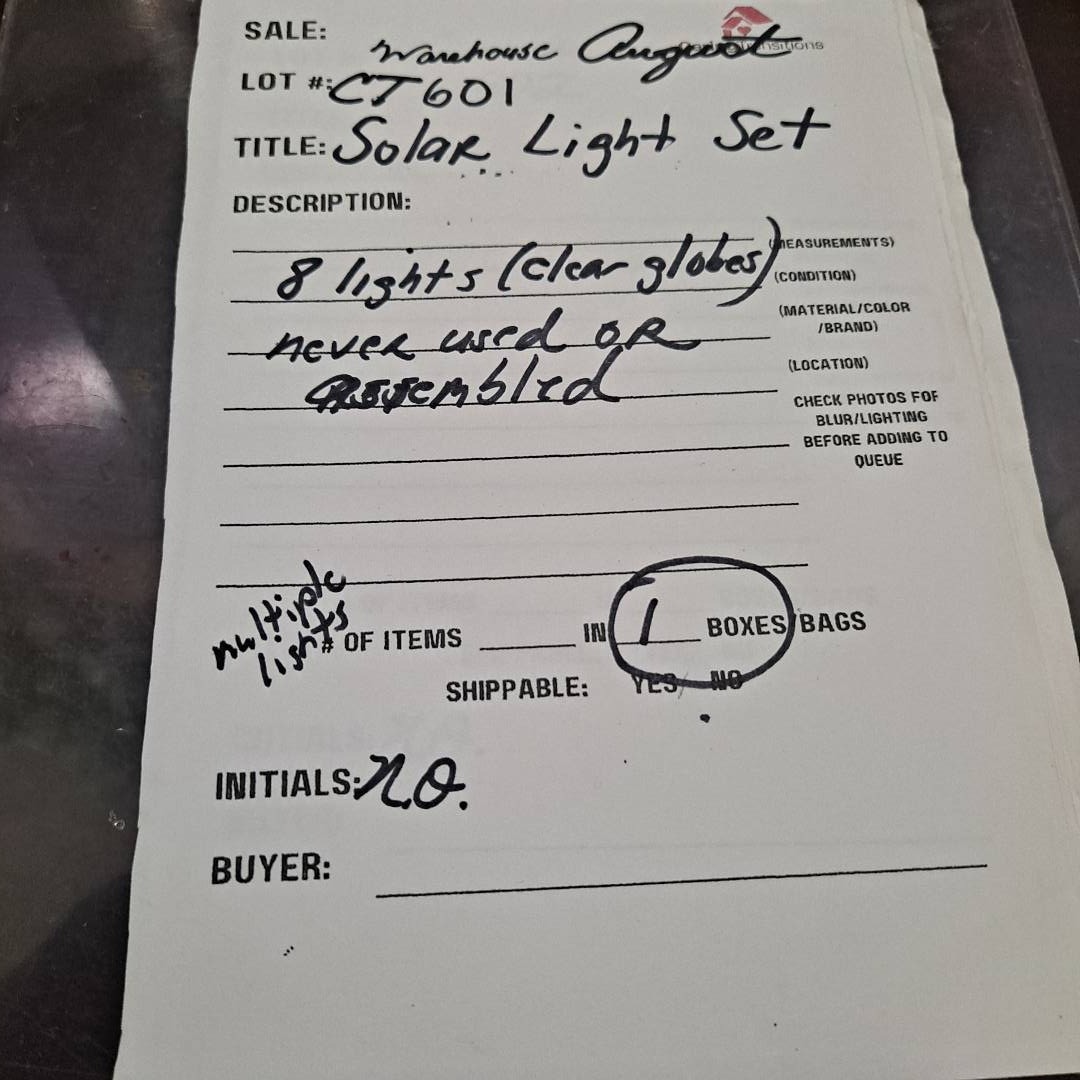 SALE: Warehouse August
LOT #: CT601
TITLE: Solar Light Set
DESCRIPTION:
(MEASUREMENTS)
8 lights (clear globes)
(CONDITION)
(MATERIAL/COLOR
/BRAND)
never used OR
(LOCATION)
Assembled
CHECK PHOTOS FOR
BLUR/LIGHTING
BEFORE ADDING TO
QUEUE
multiple
lights
# OF ITEMS IN 1 BOXES/BAGS
SHIPPABLE: YES/ NO
INITIALS: N.O.
BUYER: